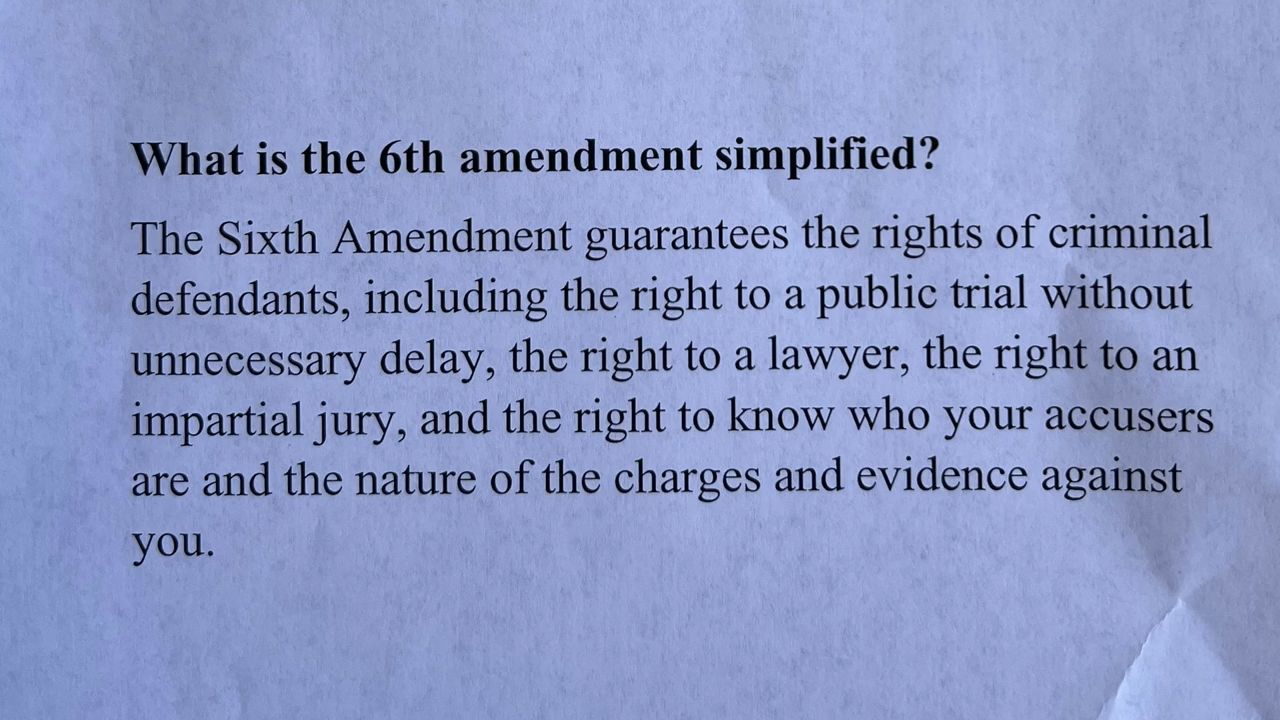 What is the 6th amendment simplified?
The Sixth Amendment guarantees the rights of criminal
defendants, including the right to a public trial without
unnecessary delay, the right to a lawyer, the right to an
impartial jury, and the right to know who your accusers
are and the nature of the charges and evidence against
you.